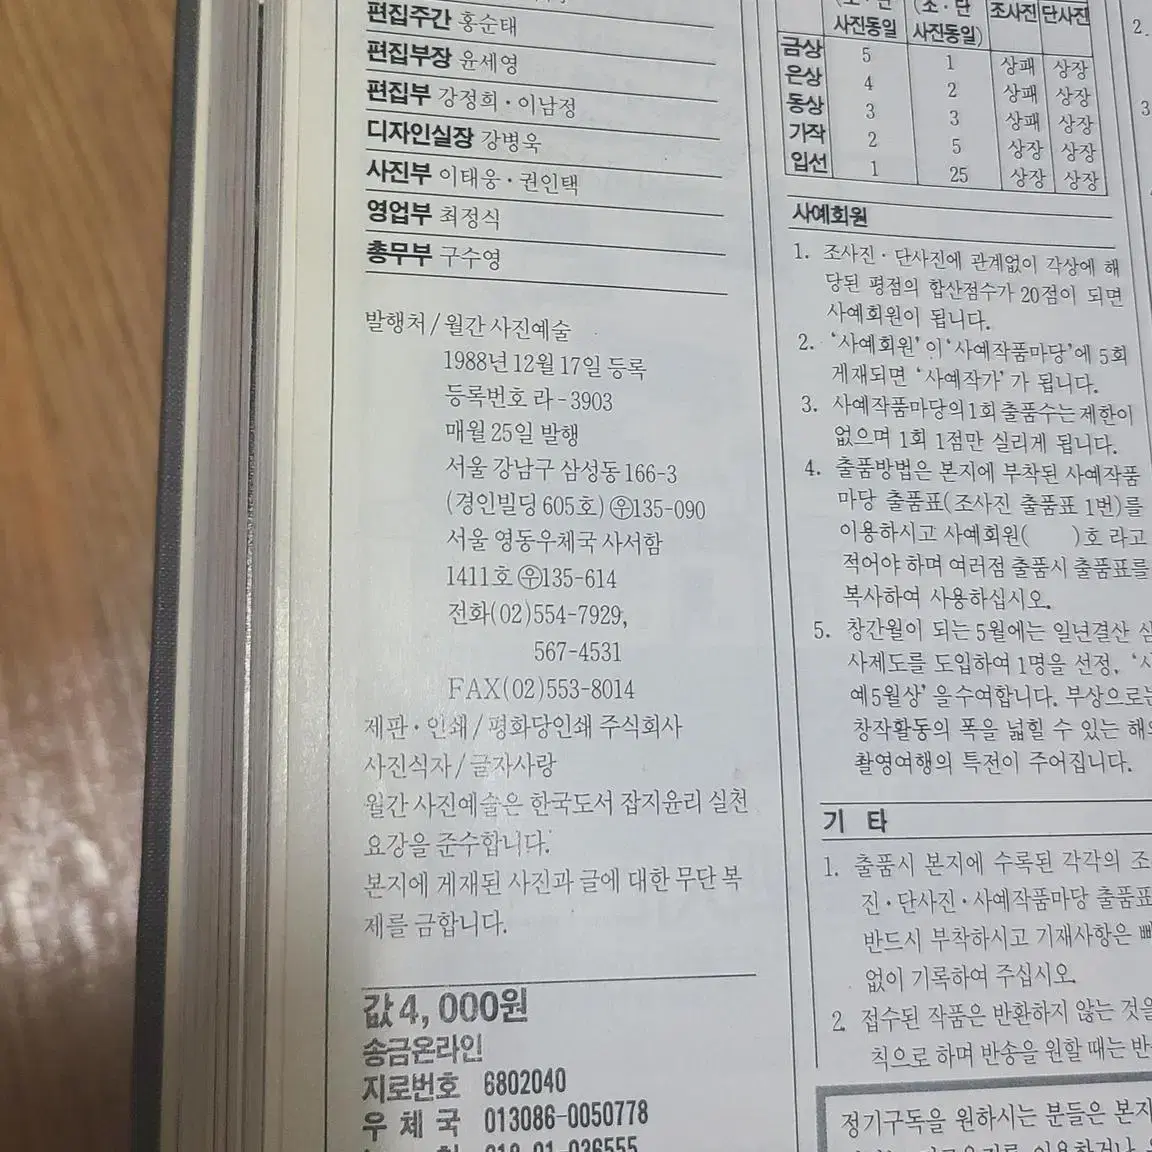 편집주간 홍순태
편집부장 윤세영
편집부 강정희·이남정
디자인실장 강병욱
사진부 이태웅·권인택
영업부 최정식
총무부 구수영
발행처/월간 사진예술
1988년 12월 17일 등록
등록번호 라-3903
매월 25일 발행
서울 강남구 삼성동 166-3
(경인빌딩 605호) ㉾135-090
서울 영동우체국 사서함
1411호 ㉾135-614
전화(02)554-7929,
567-4531
FAX(02)553-8014
제판·인쇄/평화당인쇄 주식회사
사진식자/글자사랑
월간 사진예술은 한국도서 잡지윤리 실천
요강을 준수합니다.
본지에 게재된 사진과 글에 대한 무단 복
제를 금합니다.
값 4,000원
송금온라인
지로번호 6802040
우 체 국 013086-0050778
(조·단 조사진 단사진
사진동일 사진동일)
금상 5 1 상패 상장
은상 4 2 상패 상장
동상 3 3 상패 상장
가작 2 5 상장 상장
입선 1 25 상장 상장
사예회원
1. 조사진·단사진에 관계없이 각상에 해
당된 평점의 합산점수가 20점이 되면
사예회원이 됩니다.
2. '사예회원'이 '사예작품마당'에 5회
게재되면 '사예작가'가 됩니다.
3. 사예작품마당의 1회 출품수는 제한이
없으며 1회 1점만 실리게 됩니다.
4. 출품방법은 본지에 부착된 사예작품
마당 출품표(조사진 출품표 1번)를
이용하시고 사예회원( )호 라고
적어야 하며 여러점 출품시 출품표를
복사하여 사용하십시오.
5. 창간월이 되는 5월에는 일년결산 심
사제도를 도입하여 1명을 선정, '사
예5월상'을 수여합니다. 부상으로는
창작활동의 폭을 넓힐 수 있는 해외
촬영여행의 특전이 주어집니다.
기 타
1. 출품시 본지에 수록된 각각의 조
진·단사진·사예작품마당 출품표
반드시 부착하시고 기재사항은 빠
없이 기록하여 주십시오.
2. 접수된 작품은 반환하지 않는 것을
칙으로 하며 반송을 원할 때는 반
정기구독을 원하시는 분들은 본지
2.
3